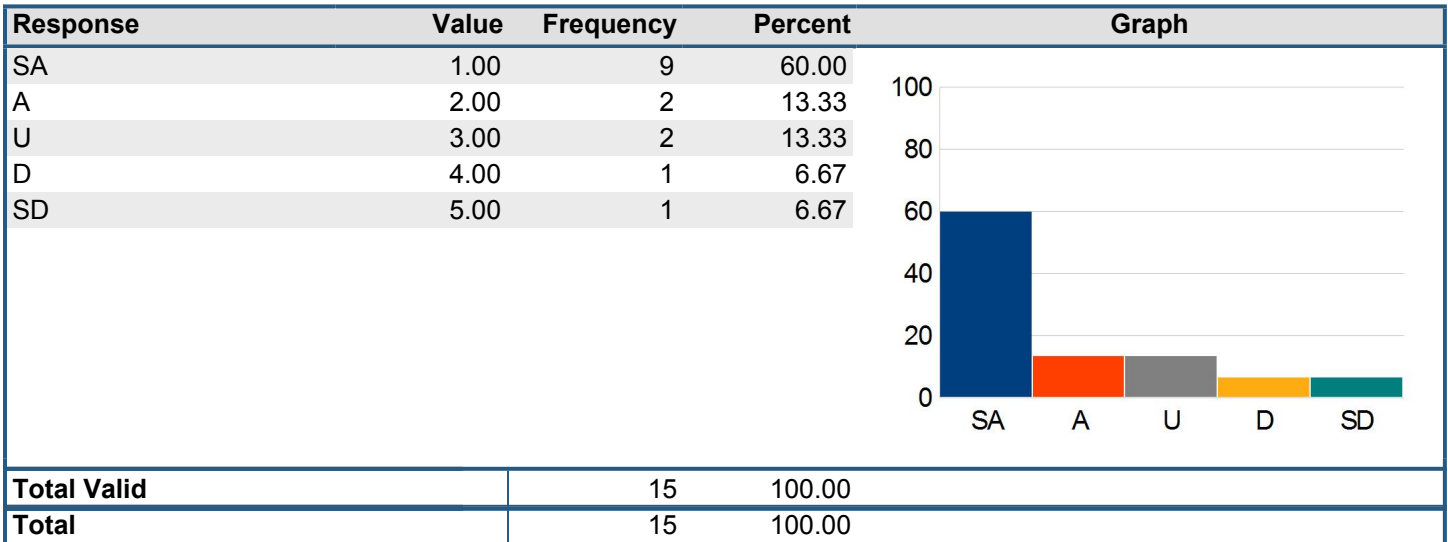 Response Value Frequency Percent Graph
SA 1.00 9 60.00
A 2.00 2 13.33
U 3.00 2 13.33
D 4.00 1 6.67
SD 5.00 1 6.67
100
80
60
40
20
0
SA A U D SD
Total Valid 15 100.00
Total 15 100.00